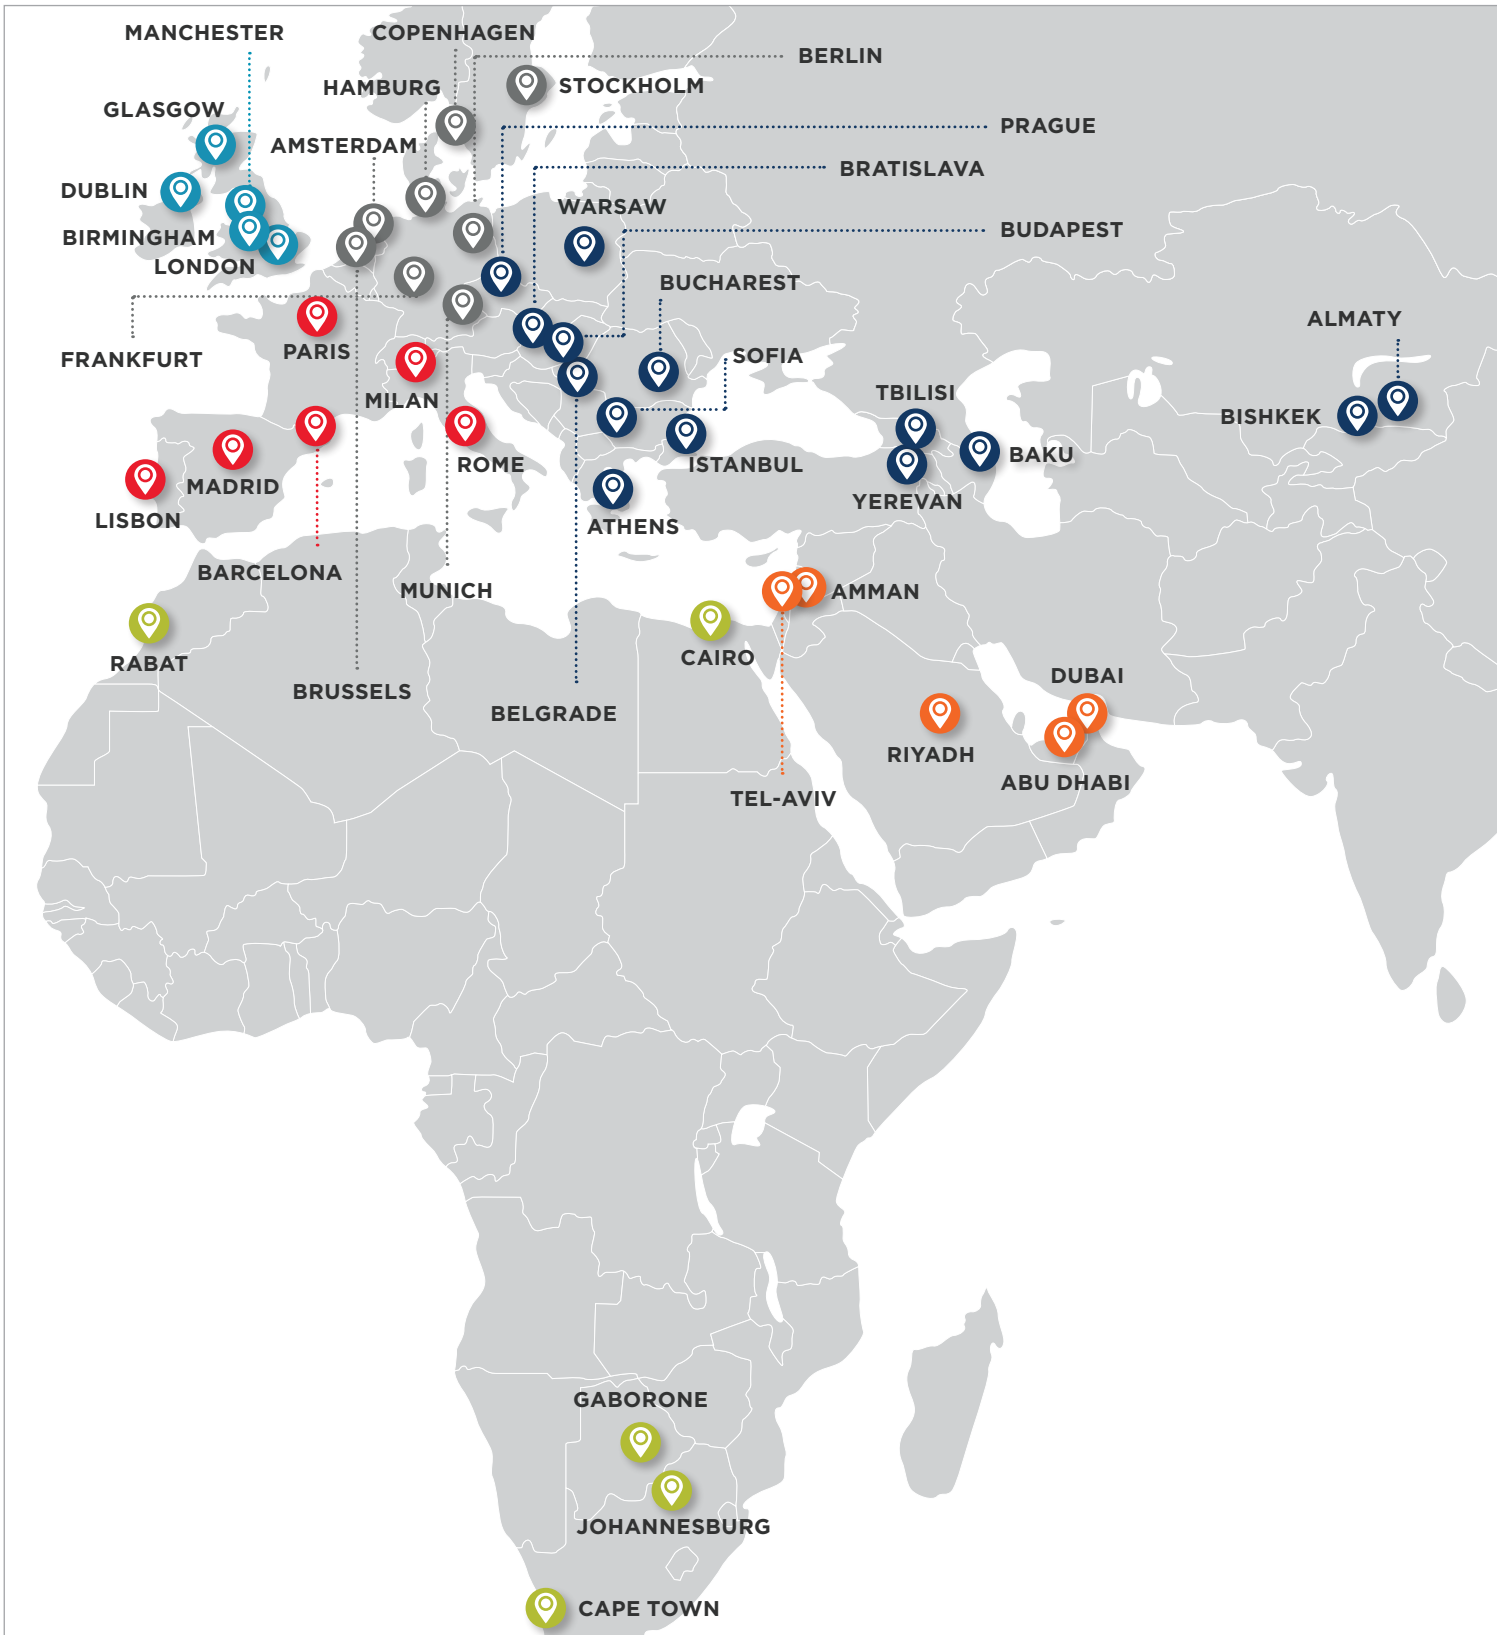 MANCHESTER
COPENHAGEN
BERLIN
HAMBURG
STOCKHOLM
GLASGOW
PRAGUE
AMSTERDAM
BRATISLAVA
DUBLIN
WARSAW
BUDAPEST
BIRMINGHAM
LONDON
BUCHAREST
ALMATY
FRANKFURT
PARIS
SOFIA
TBILISI
MILAN
BISHKEK
BAKU
ROME
ISTANBUL
MADRID
YEREVAN
LISBON
ATHENS
BARCELONA
MUNICH
AMMAN
RABAT
CAIRO
DUBAI
BRUSSELS
BELGRADE
RIYADH
ABU DHABI
TEL-AVIV
GABORONE
JOHANNESBURG
CAPE TOWN